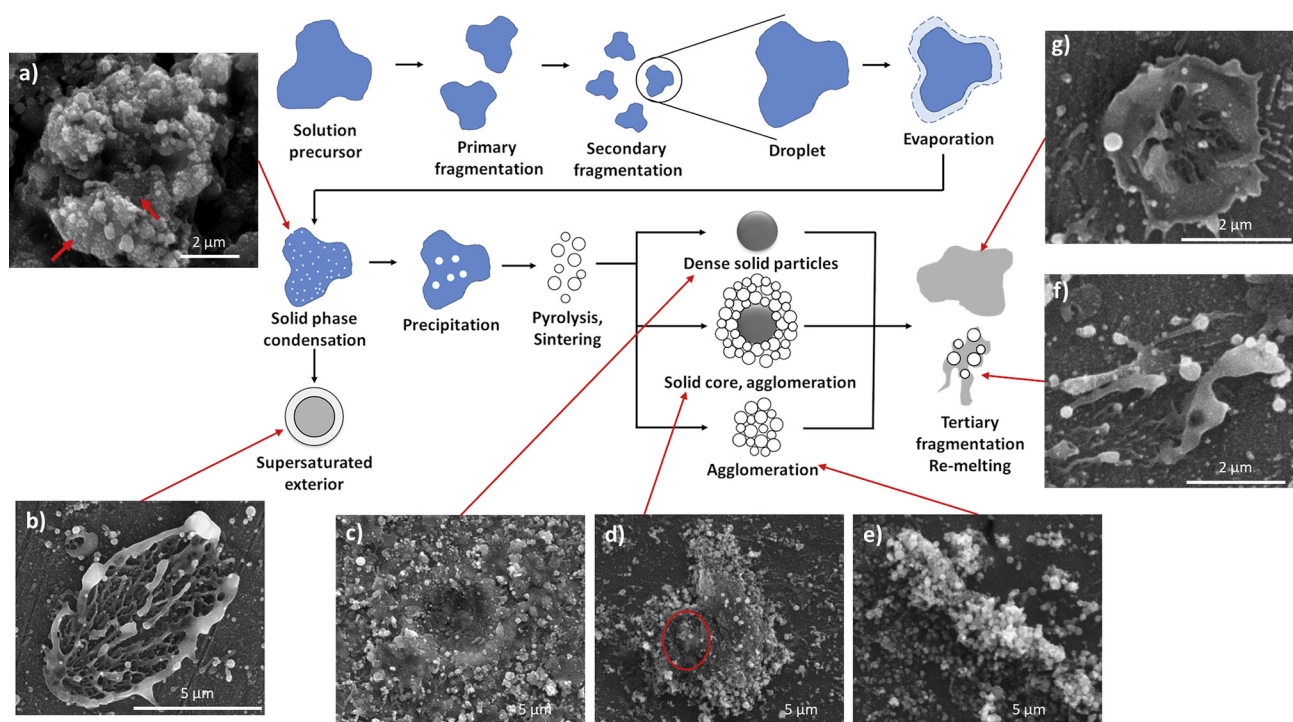 a)
2 μm
Solution
precursor
Primary
fragmentation
Secondary
fragmentation
Droplet
Evaporation
g)
2 μm
Solid phase
condensation
Precipitation
Pyrolysis,
Sintering
Dense solid particles
Solid core, agglomeration
Agglomeration
Supersaturated
exterior
Tertiary
fragmentation
Re-melting
f)
2 μm
b)
5 μm
c)
5 μm
d)
5 μm
e)
5 μm